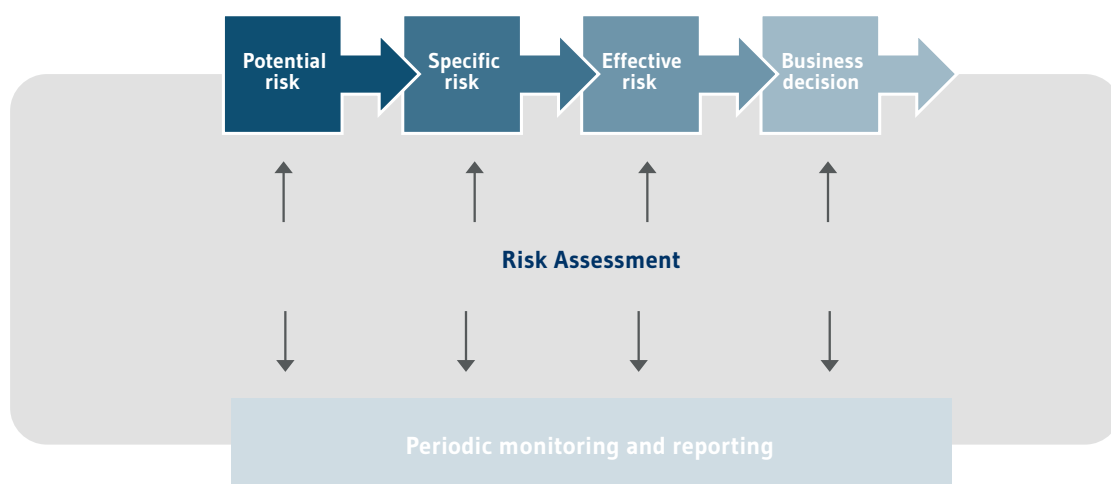 Potential
risk
Specific
risk
Effective
risk
Business
decision
Risk Assessment
Periodic monitoring and reporting